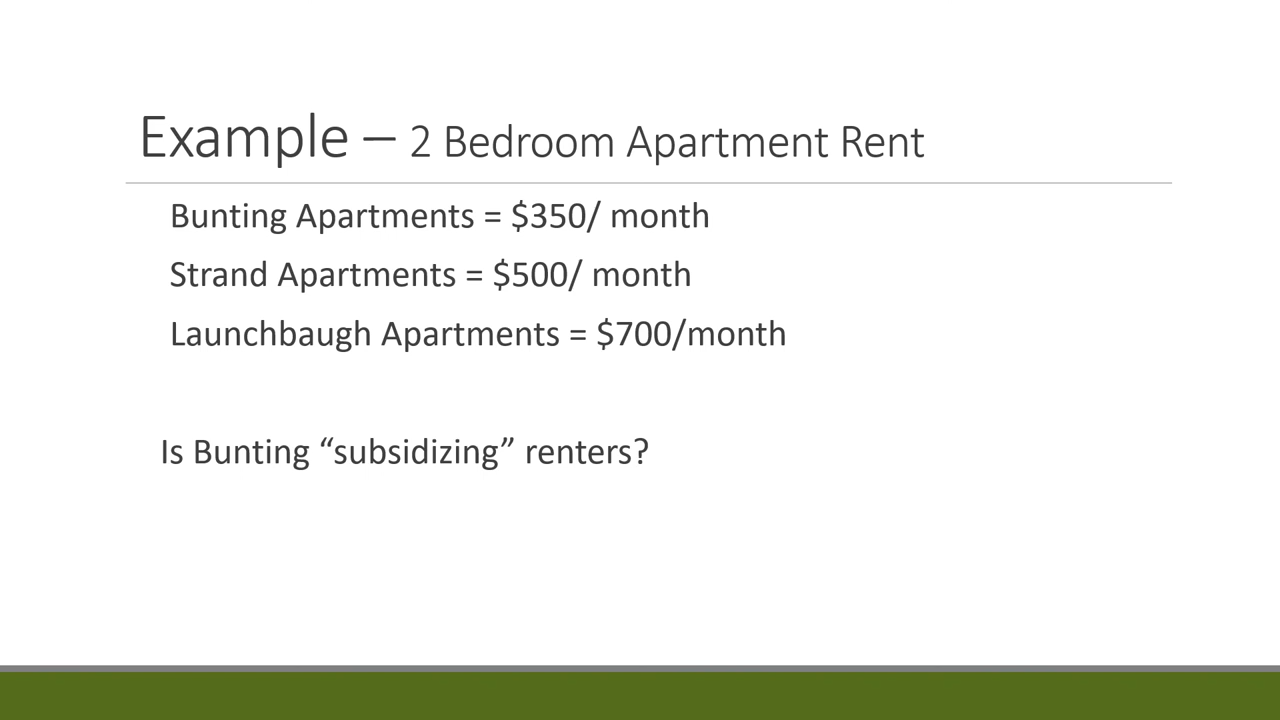 Example – 2 Bedroom Apartment Rent
Bunting Apartments = $350/ month
Strand Apartments = $500/ month
Launchbaugh Apartments = $700/month
Is Bunting “subsidizing” renters?